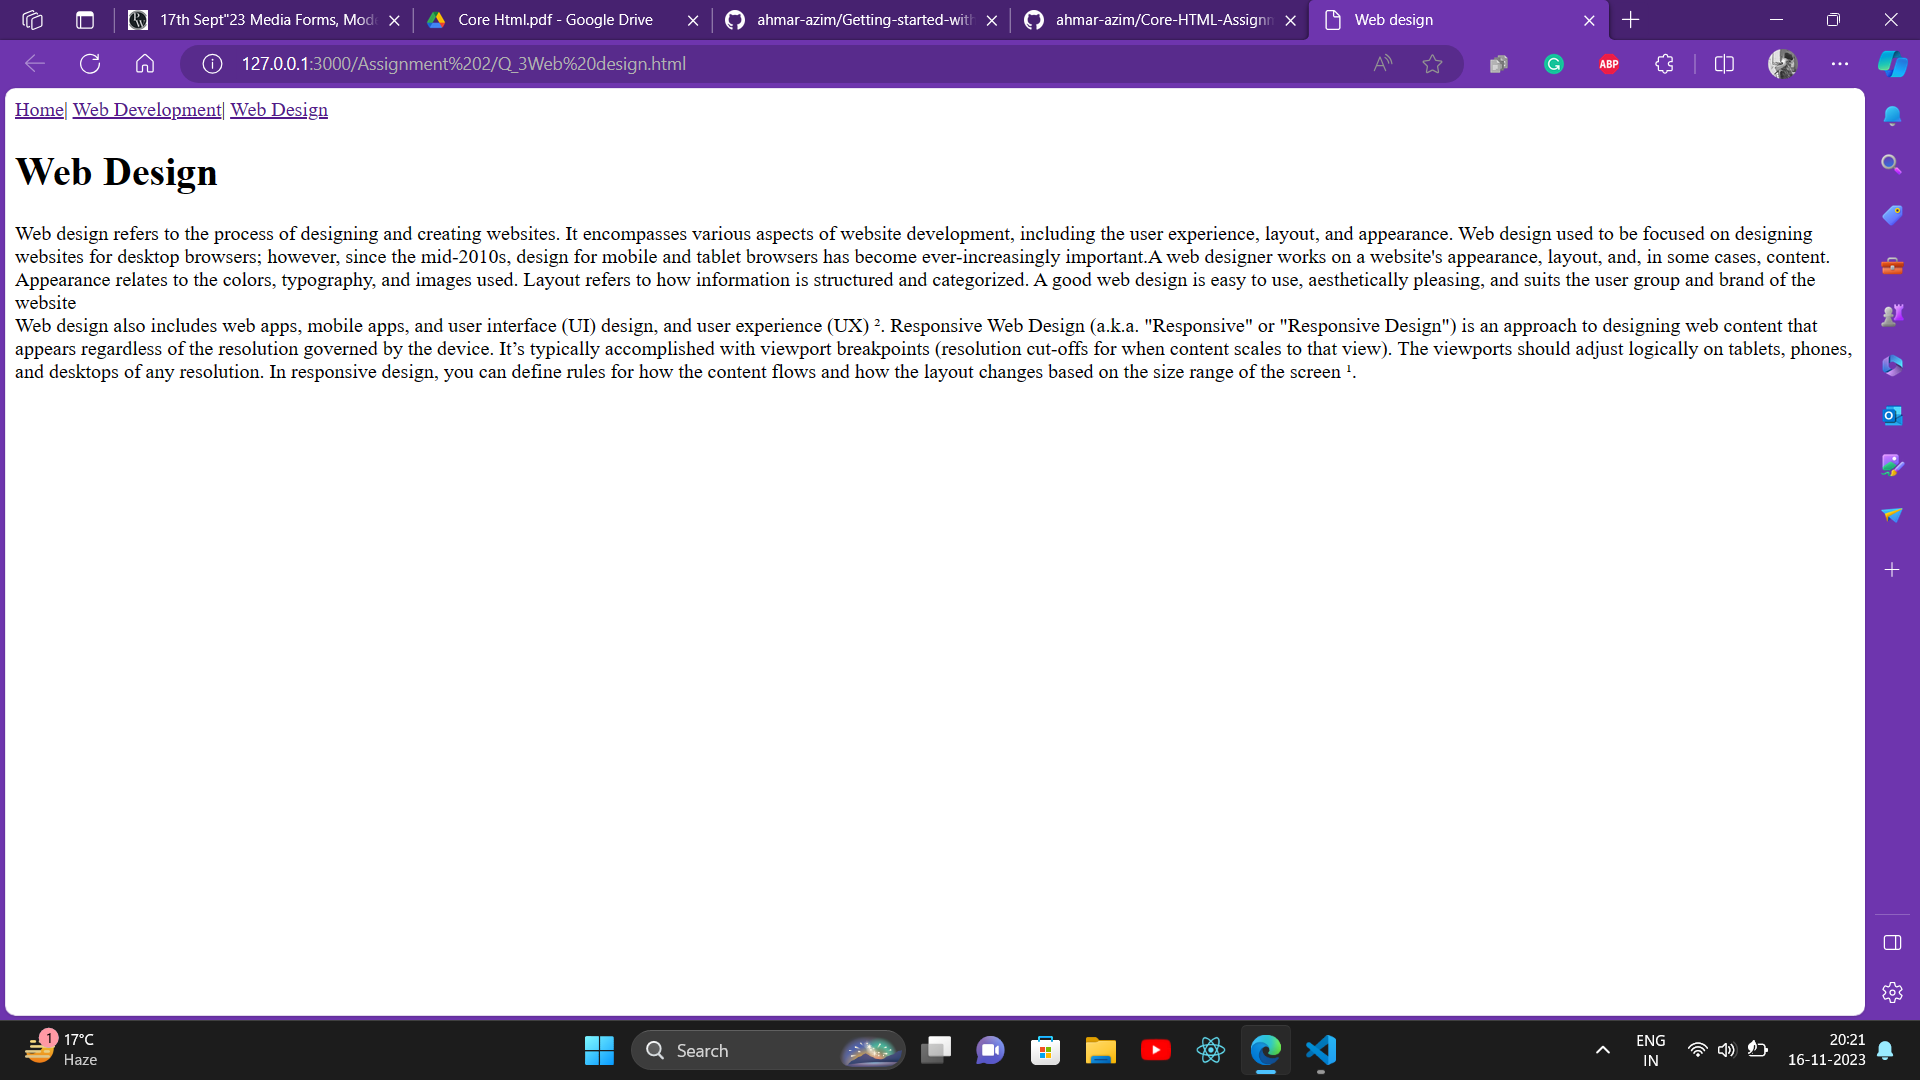 17th Sept"23 Media Forms, Mod
Core Html.pdf - Google Drive
ahmar-azim/Getting-started-with
ahmar-azim/Core-HTML-Assignm
Web design
127.0.0.1:3000/Assignment%202/Q_3Web%20design.html
ABP
Home| Web Development| Web Design
Web Design
Web design refers to the process of designing and creating websites. It encompasses various aspects of website development, including the user experience, layout, and appearance. Web design used to be focused on designing
websites for desktop browsers; however, since the mid-2010s, design for mobile and tablet browsers has become ever-increasingly important.A web designer works on a website's appearance, layout, and, in some cases, content.
Appearance relates to the colors, typography, and images used. Layout refers to how information is structured and categorized. A good web design is easy to use, aesthetically pleasing, and suits the user group and brand of the
website
Web design also includes web apps, mobile apps, and user interface (UI) design, and user experience (UX) ². Responsive Web Design (a.k.a. "Responsive" or "Responsive Design") is an approach to designing web content that
appears regardless of the resolution governed by the device. It’s typically accomplished with viewport breakpoints (resolution cut-offs for when content scales to that view). The viewports should adjust logically on tablets, phones,
and desktops of any resolution. In responsive design, you can define rules for how the content flows and how the layout changes based on the size range of the screen ¹.
1
17°C
Haze
Search
ENG
IN
20:21
16-11-2023